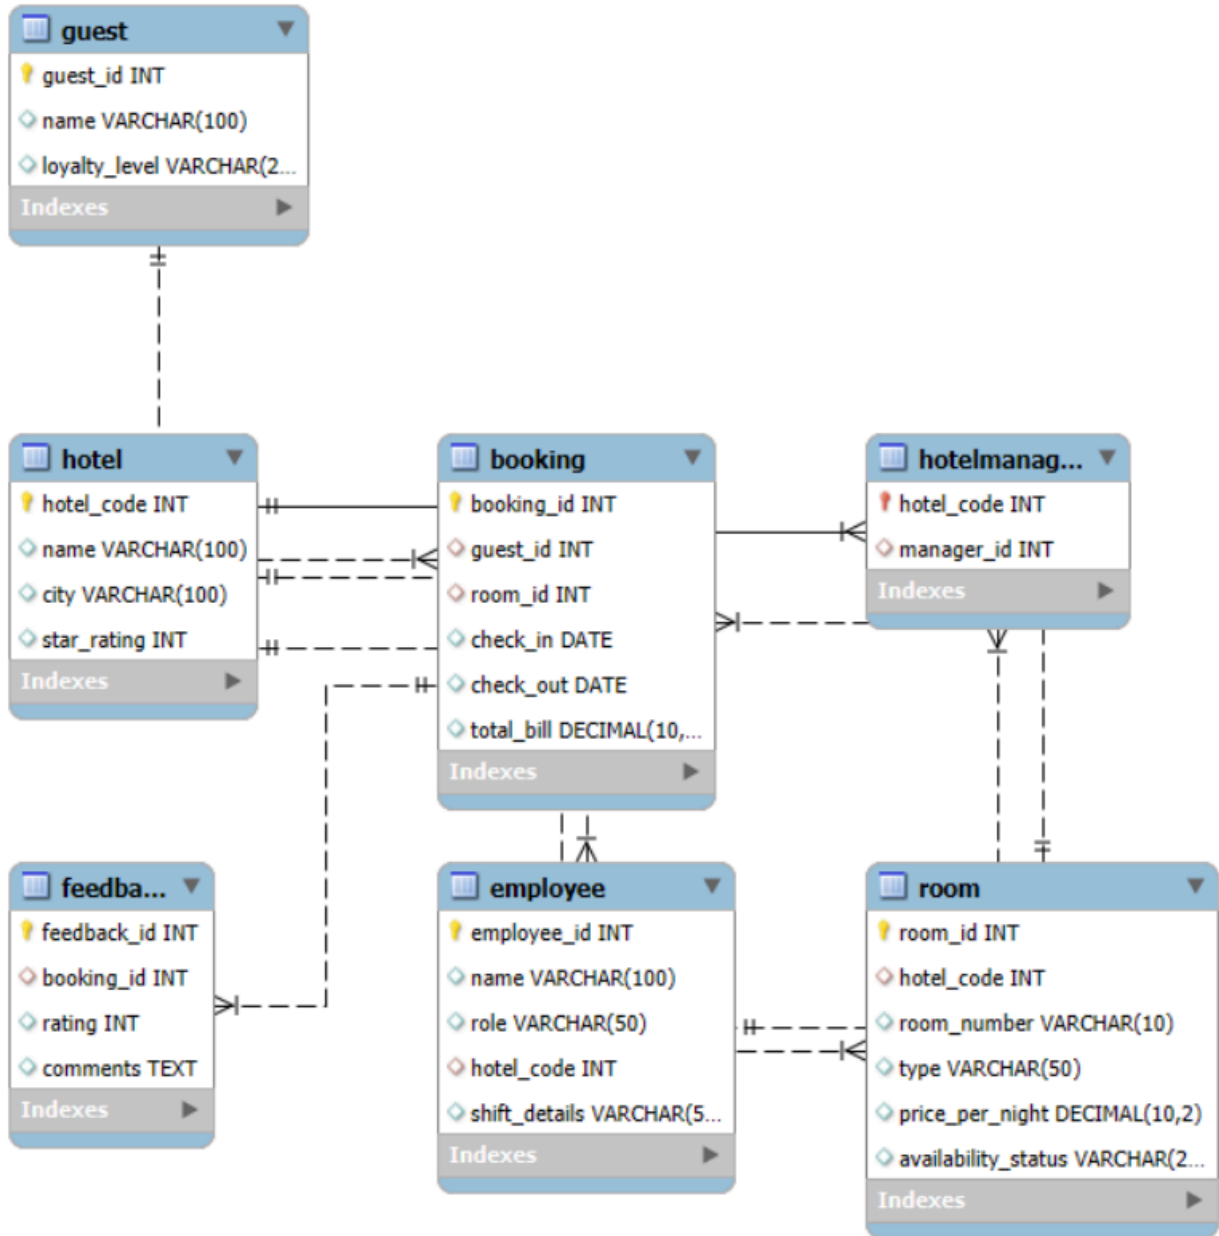 guest
guest_id INT
name VARCHAR(100)
loyalty_level VARCHAR(2...
Indexes
hotel
hotel_code INT
name VARCHAR(100)
city VARCHAR(100)
star_rating INT
Indexes
booking
booking_id INT
guest_id INT
room_id INT
check_in DATE
check_out DATE
total_bill DECIMAL(10,...
Indexes
hotelmanag...
hotel_code INT
manager_id INT
Indexes
feedba...
feedback_id INT
booking_id INT
rating INT
comments TEXT
Indexes
employee
employee_id INT
name VARCHAR(100)
role VARCHAR(50)
hotel_code INT
shift_details VARCHAR(5...
Indexes
room
room_id INT
hotel_code INT
room_number VARCHAR(10)
type VARCHAR(50)
price_per_night DECIMAL(10,2)
availability_status VARCHAR(2...
Indexes